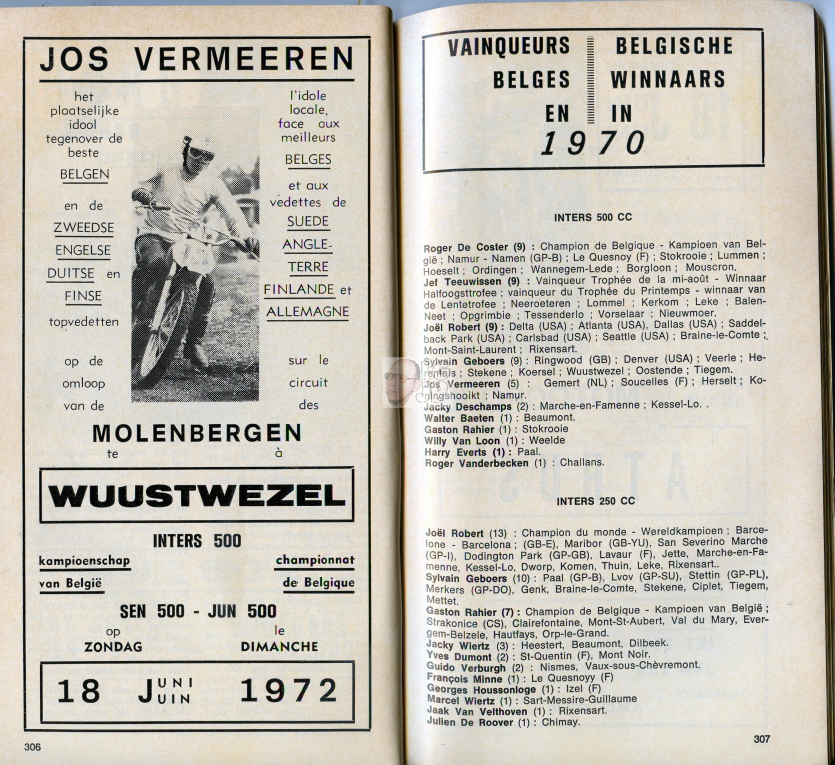 JOS VERMEEREN
het
plaatselijke
idool
tegenover de
beste
BELGEN
en de
ZWEEDSE
ENGELSE
DUITSE en
FINSE
topvedetten
op de
omloop
van de
l'idole
locale,
face aux
meilleurs
BELGES
et aux
vedettes de
SUEDE
ANGLE-
TERRE
FINLANDE et
ALLEMAGNE
sur le
circuit
des
MOLENBERGEN
te à
WUUSTWEZEL
INTERS 500
kampioenschap
van België
championnat
de Belgique
SEN 500 - JUN 500
op
ZONDAG
le
DIMANCHE
18 JUNI JUIN 1972
306
VAINQUEURS
BELGES
EN
BELGISCHE
WINNAARS
IN
1970
INTERS 500 CC
Roger De Coster (9) : Champion de Belgique - Kampioen van Bel-
gië ; Namur - Namen (GP-B) ; Le Quesnoy (F) ; Stokrooie ; Lummen ;
Hoeselt ; Ordingen ; Wannegem-Lede ; Borgloon ; Mouscron.
Jef Teeuwissen (9) : Vainqueur Trophée de la mi-août - Winnaar
Halfoogsttrofee ; vainqueur du Trophée du Printemps - winnaar van
de Lentetrofee ; Neeroeteren ; Lommel ; Kerkom ; Leke ; Balen-
Neet ; Opgrimbie ; Tessenderlo ; Vorselaar ; Nieuwmoer.
Joël Robert (9) : Delta (USA) ; Atlanta (USA), Dallas (USA) ; Saddel-
back Park (USA) ; Carlsbad (USA) ; Seattle (USA) ; Braine-le-Comte ;
Mont-Saint-Laurent ; Rixensart.
Sylvain Geboers (9) : Ringwood (GB) ; Denver (USA) ; Veerle ; He-
rentals ; Stekene ; Koersel ; Wuustwezel ; Oostende ; Tiegem.
Jos Vermeeren (5) : Gemert (NL) ; Soucelles (F) ; Herselt ; Ko-
ningshooikt ; Namur.
Jacky Deschamps (2) : Marche-en-Famenne ; Kessel-Lo. .
Walter Baeten (1) : Beaumont.
Gaston Rahier (1) : Stokrooie
Willy Van Loon (1) : Weelde
Harry Everts (1) : Paal.
Roger Vanderbecken (1) : Challans.
INTERS 250 CC
Joël Robert (13) : Champion du monde - Wereldkampioen ; Barce-
lone - Barcelona ; (GB-E), Maribor (GB-YU), San Severino Marche
(GP-I), Dodington Park (GP-GB), Lavaur (F), Jette, Marche-en-Fa-
menne, Kessel-Lo, Dworp, Komen, Thuin, Leke, Rixensart..
Sylvain Geboers (10) : Paal (GP-B), Lvov (GP-SU), Stettin (GP-PL),
Merkers (GP-DO), Genk, Braine-le-Comte, Stekene, Ciplet, Tiegem,
Mettet.
Gaston Rahier (7) : Champion de Belgique - Kampioen van België ;
Strakonice (CS), Clairefontaine, Mont-St-Aubert, Val du Mary, Ever-
gem-Belzele, Hautfays, Orp-le-Grand.
Jacky Wiertz (3) : Heestert, Beaumont, Dilbeek.
Yves Dumont (2) : St-Quentin (F), Mont Noir.
Guido Verburgh (2) : Nismes, Vaux-sous-Chèvremont.
François Minne (1) : Le Quesnoyy (F)
Georges Houssonloge (1) : Izel (F)
Marcel Wiertz (1) : Sart-Messire-Guillaume
Jaak Van Velthoven (1) : Rixensart.
Julien De Roover (1) : Chimay.
307